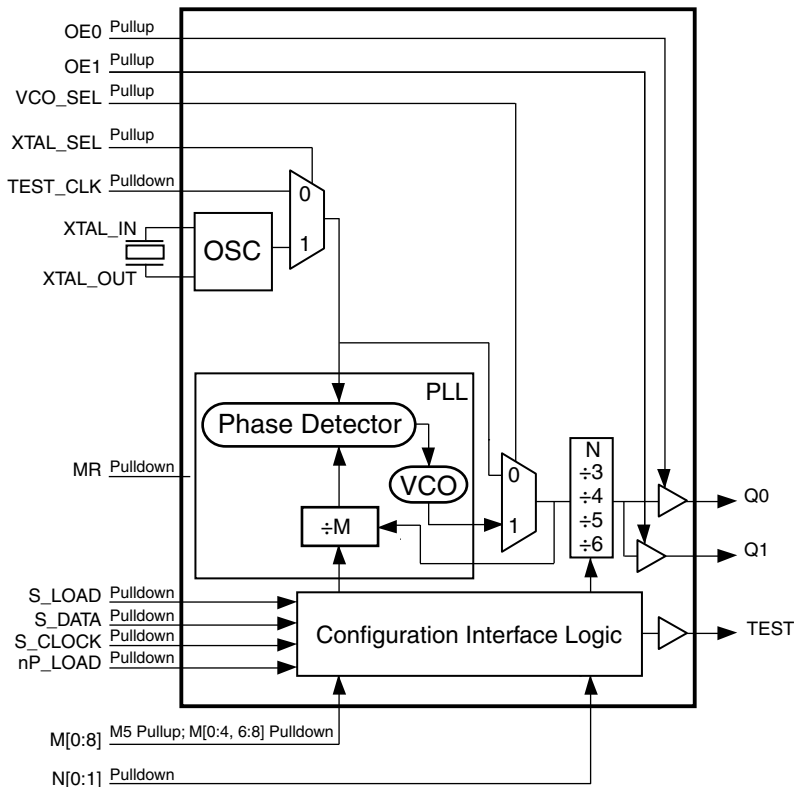 OE0 Pullup
OE1 Pullup
VCO_SEL Pullup
XTAL_SEL Pullup
TEST_CLK Pulldown
0
XTAL_IN
OSC
1
XTAL_OUT
PLL
Phase Detector
N
MR Pulldown
VCO
0
÷3
÷4
Q0
÷M
1
÷5
÷6
Q1
S_LOAD Pulldown
S_DATA Pulldown
S_CLOCK Pulldown
nP_LOAD Pulldown
Configuration Interface Logic
TEST
M[0:8] M5 Pullup; M[0:4, 6:8] Pulldown
N[0:1] Pulldown